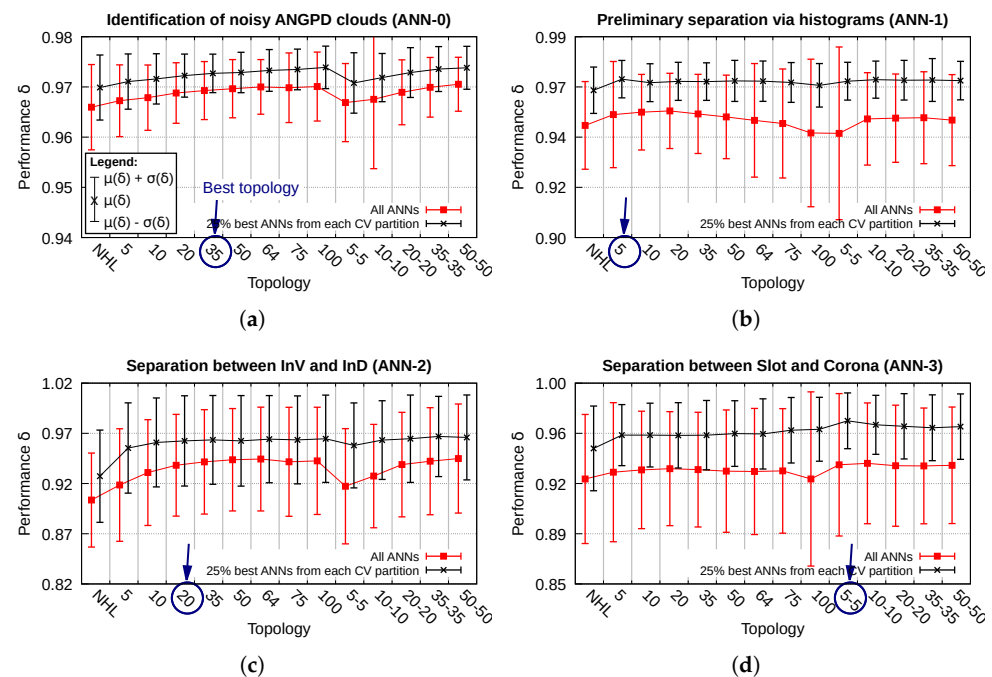 Identification of noisy ANGPD clouds (ANN-0)
0.98
0.97
0.96
0.95
0.94
Performance δ
Legend:
μ(δ) + σ(δ)
μ(δ)
μ(δ) - σ(δ)
Best topology
All ANNs
25% best ANNs from each CV partition
NHL 5 10 20 35 50 64 75 100 5-5 10-10 20-20 35-35 50-50
Topology
(a)
Preliminary separation via histograms (ANN-1)
0.99
0.97
0.94
0.92
0.90
Performance δ
All ANNs
25% best ANNs from each CV partition
NHL 5 10 20 35 50 64 75 100 5-5 10-10 20-20 35-35 50-50
Topology
(b)
Separation between InV and InD (ANN-2)
1.02
0.97
0.92
0.87
0.82
Performance δ
All ANNs
25% best ANNs from each CV partition
NHL 5 10 20 35 50 64 75 100 5-5 10-10 20-20 35-35 50-50
Topology
(c)
Separation between Slot and Corona (ANN-3)
1.00
0.96
0.92
0.89
0.85
Performance δ
All ANNs
25% best ANNs from each CV partition
NHL 5 10 20 35 50 64 75 100 5-5 10-10 20-20 35-35 50-50
Topology
(d)